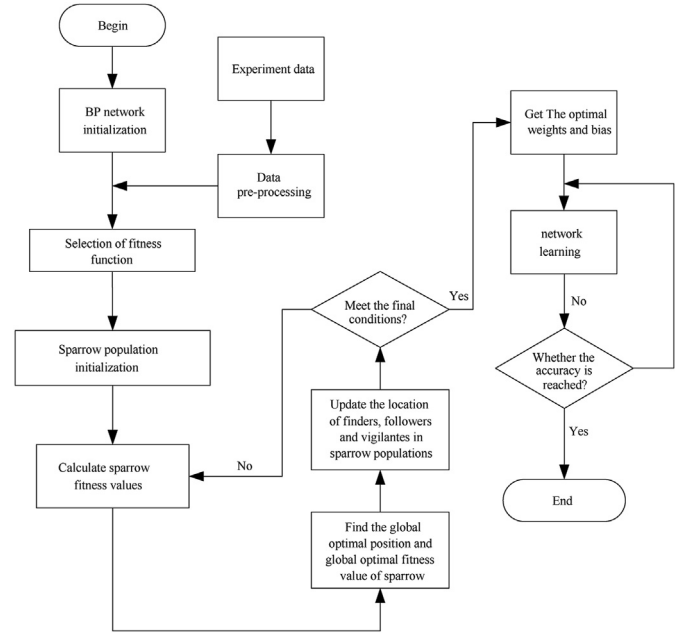 Begin
BP network
initialization
Experiment data
Data
pre-processing
Selection of fitness
function
Sparrow population
initialization
Calculate sparrow
fitness values
No
Find the global
optimal position and
global optimal fitness
value of sparrow
Update the location
of finders, followers
and vigilantes in
sparrow populations
Meet the final
conditions?
Yes
Get The optimal
weights and bias
network
learning
No
Whether the
accuracy is
reached?
Yes
End